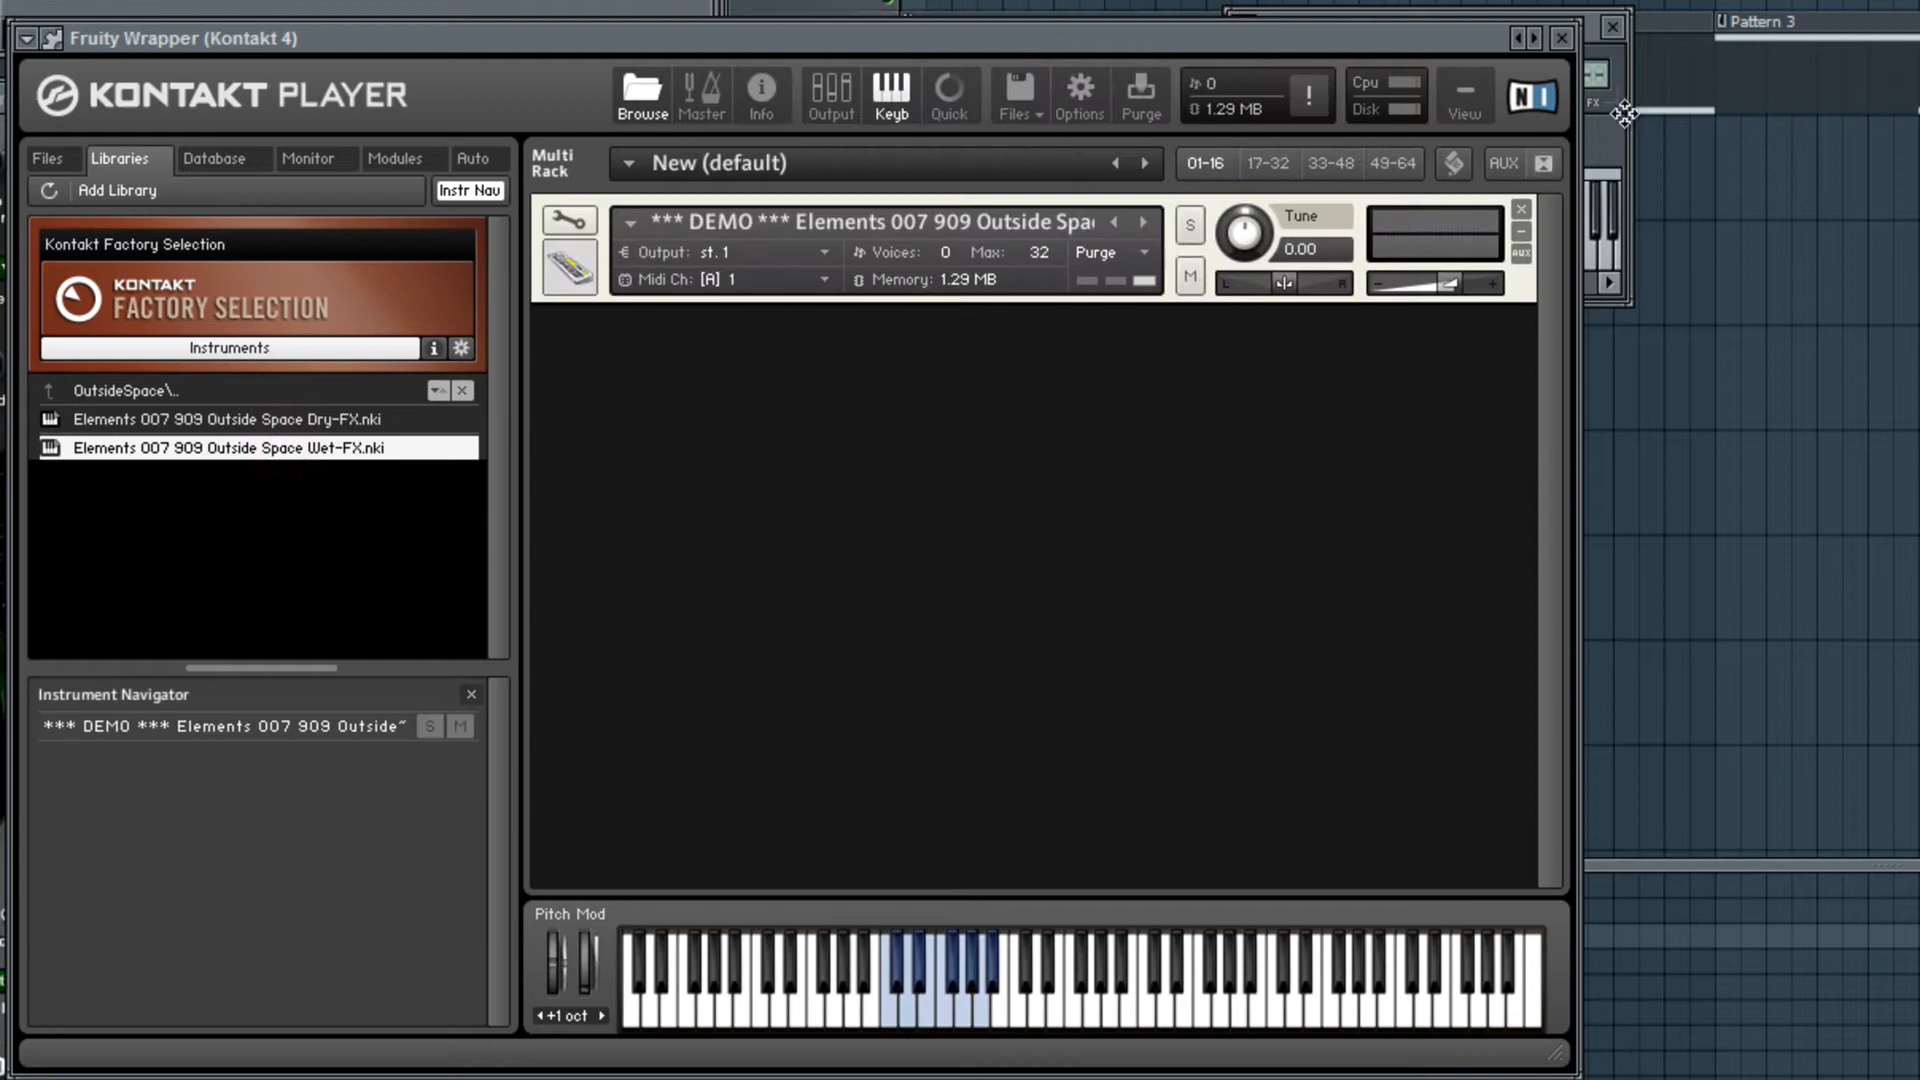 Fruity Wrapper (Kontakt 4)
Pattern 3
KONTAKT PLAYER
Browse
Master
Info
Output
Keyb
Quick
Files
Options
Purge
0
1.29 MB
!
Cpu
Disk
View
NI
FX
Files
Libraries
Database
Monitor
Modules
Auto
Add Library
Instr Nav
Multi
Rack
New (default)
01-16
17-32
33-48
49-64
AUX
Kontakt Factory Selection
KONTAKT
FACTORY SELECTION
Instruments
i
OutsideSpace\..
Elements 007 909 Outside Space Dry-FX.nki
Elements 007 909 Outside Space Wet-FX.nki
*** DEMO *** Elements 007 909 Outside Spa
Output: st.1
Voices: 0 Max: 32
Purge
Midi Ch: [A] 1
Memory: 1.29 MB
S
M
Tune
0.00
L
R
AUX
Instrument Navigator
*** DEMO *** Elements 007 909 Outside~
S
M
Pitch Mod
+1 oct